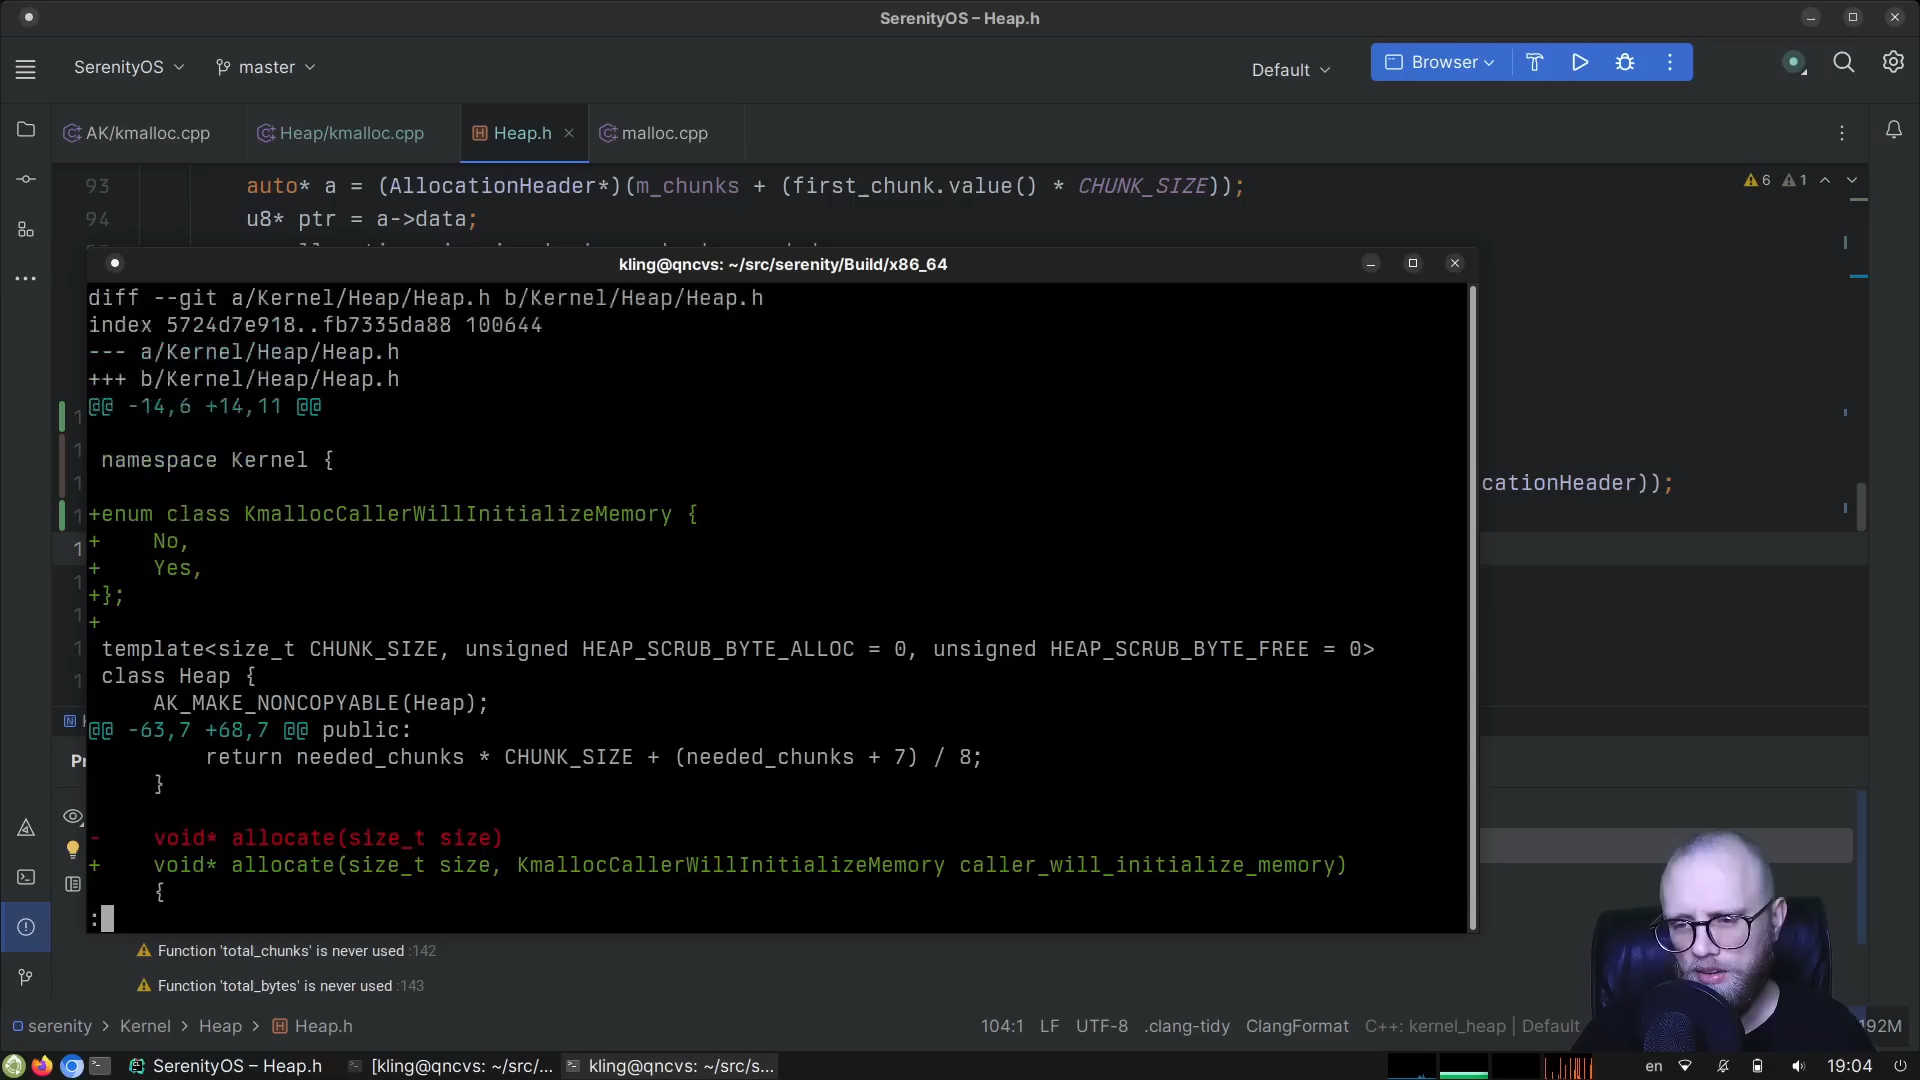 SerenityOS – Heap.h
SerenityOS
master
Default
Browser
AK/kmalloc.cpp
Heap/kmalloc.cpp
Heap.h
malloc.cpp
93 auto* a = (AllocationHeader*)(m_chunks + (first_chunk.value() * CHUNK_SIZE));
6 1
94 u8* ptr = a->data;
kling@qncvs: ~/src/serenity/Build/x86_64
diff --git a/Kernel/Heap/Heap.h b/Kernel/Heap/Heap.h
index 5724d7e918..fb7335da88 100644
--- a/Kernel/Heap/Heap.h
+++ b/Kernel/Heap/Heap.h
@@ -14,6 +14,11 @@
namespace Kernel {
cationHeader));
+enum class KmallocCallerWillInitializeMemory {
+ No,
+ Yes,
+};
+
template<size_t CHUNK_SIZE, unsigned HEAP_SCRUB_BYTE_ALLOC = 0, unsigned HEAP_SCRUB_BYTE_FREE = 0>
class Heap {
AK_MAKE_NONCOPYABLE(Heap);
@@ -63,7 +68,7 @@ public:
return needed_chunks * CHUNK_SIZE + (needed_chunks + 7) / 8;
}
- void* allocate(size_t size)
+ void* allocate(size_t size, KmallocCallerWillInitializeMemory caller_will_initialize_memory)
{
:
Function 'total_chunks' is never used :142
Function 'total_bytes' is never used :143
serenity > Kernel > Heap > Heap.h
104:1 LF UTF-8 .clang-tidy ClangFormat C++: kernel_heap | Default
192M
SerenityOS – Heap.h
[kling@qncvs: ~/src/...
kling@qncvs: ~/src/s...
en
19:04